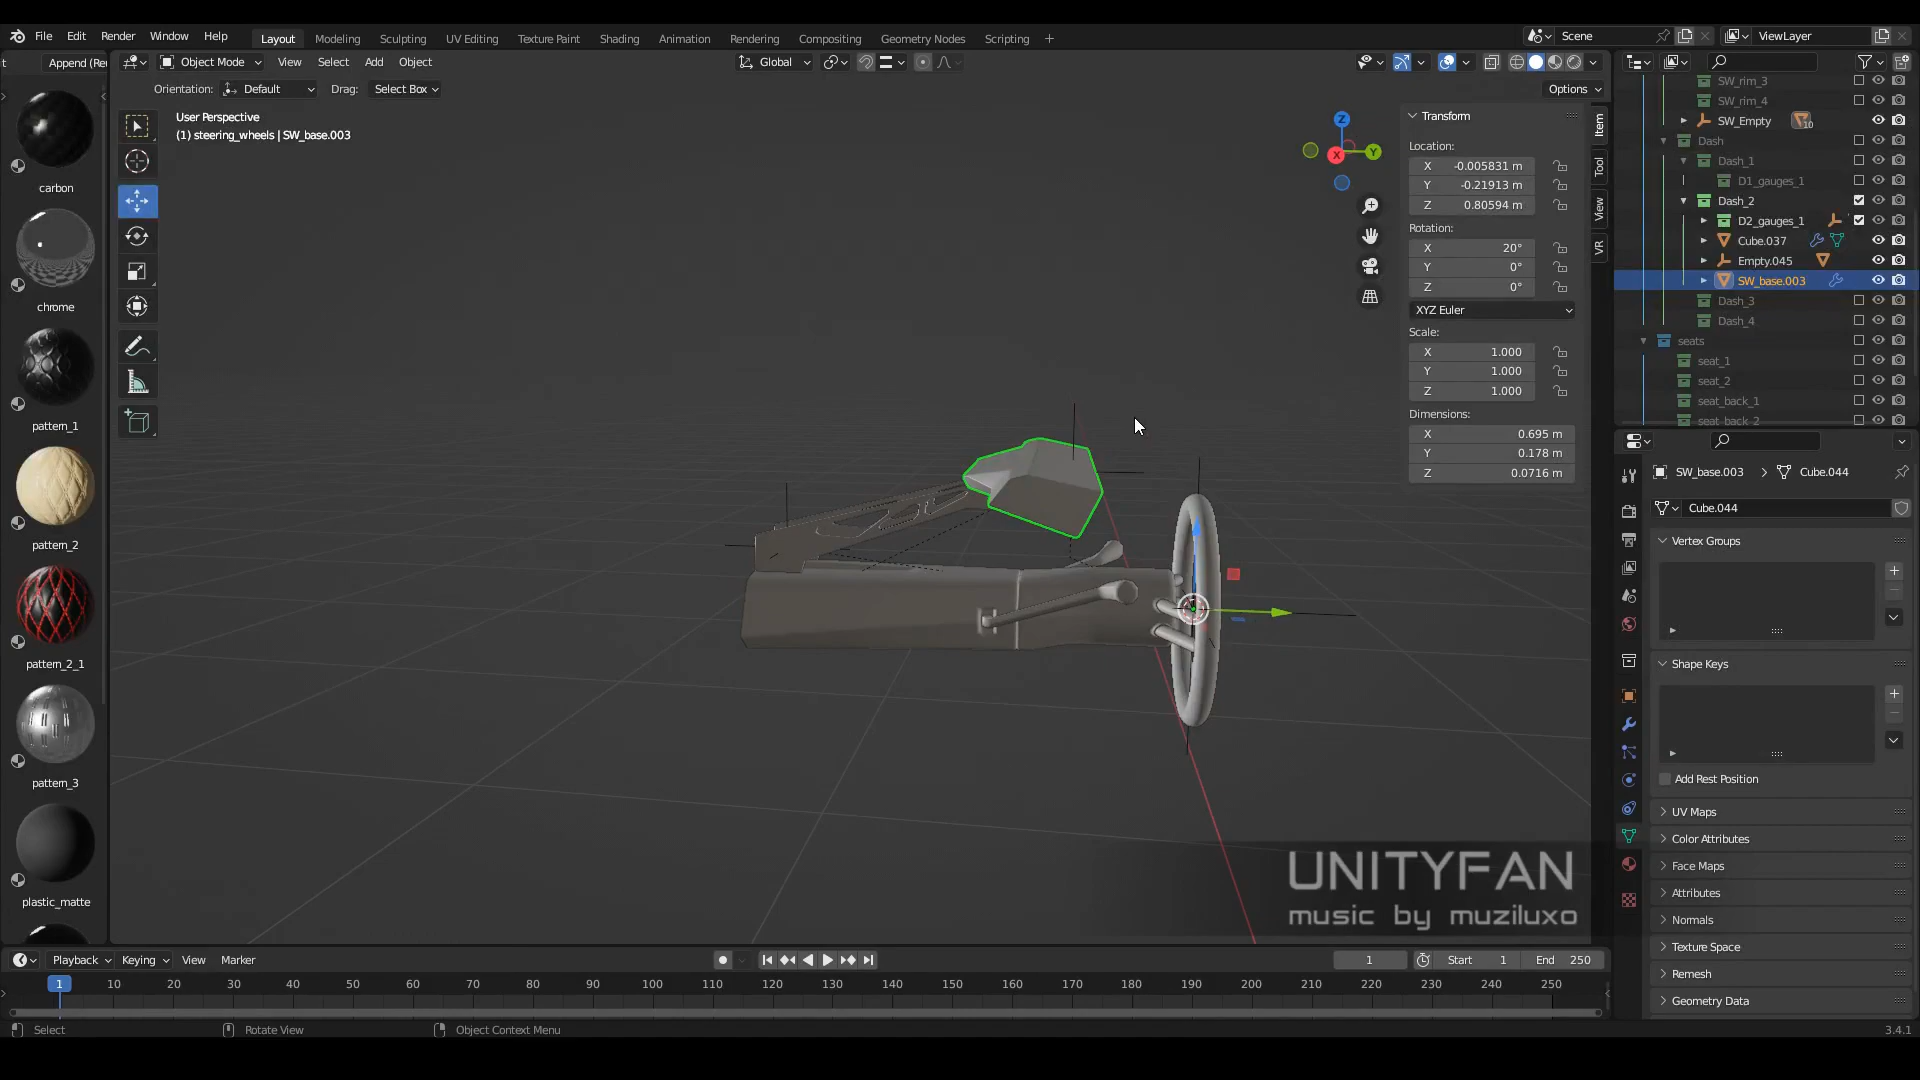 File Edit Render Window Help Layout Modeling Sculpting UV Editing Texture Paint Shading Animation Rendering Compositing Geometry Nodes Scripting + Scene ViewLayer
Append (Re Object Mode View Select Add Object Global
Orientation: Default Drag: Select Box Options
User Perspective
(1) steering_wheels | SW_base.003
carbon
chrome
pattern_1
pattern_2
pattern_2_1
pattern_3
plastic_matte
Z
Y
X
Transform
Location:
X -0.005831 m
Y -0.21913 m
Z 0.80594 m
Rotation:
X 20°
Y 0°
Z 0°
XYZ Euler
Scale:
X 1.000
Y 1.000
Z 1.000
Dimensions:
X 0.695 m
Y 0.178 m
Z 0.0716 m
Item
Tool
View
VR
SW_rim_3
SW_rim_4
SW_Empty 10
Dash
Dash_1
D1_gauges_1
Dash_2
D2_gauges_1
Cube.037
Empty.045
SW_base.003
Dash_3
Dash_4
seats
seat_1
seat_2
seat_back_1
seat_back_2
SW_base.003 > Cube.044
Cube.044
Vertex Groups
Shape Keys
Add Rest Position
UV Maps
Color Attributes
Face Maps
Attributes
Normals
Texture Space
Remesh
Geometry Data
UNITYFAN
music by muziluxo
Playback Keying View Marker 1 Start 1 End 250
1 10 20 30 40 50 60 70 80 90 100 110 120 130 140 150 160 170 180 190 200 210 220 230 240 250
Select Rotate View Object Context Menu 3.4.1